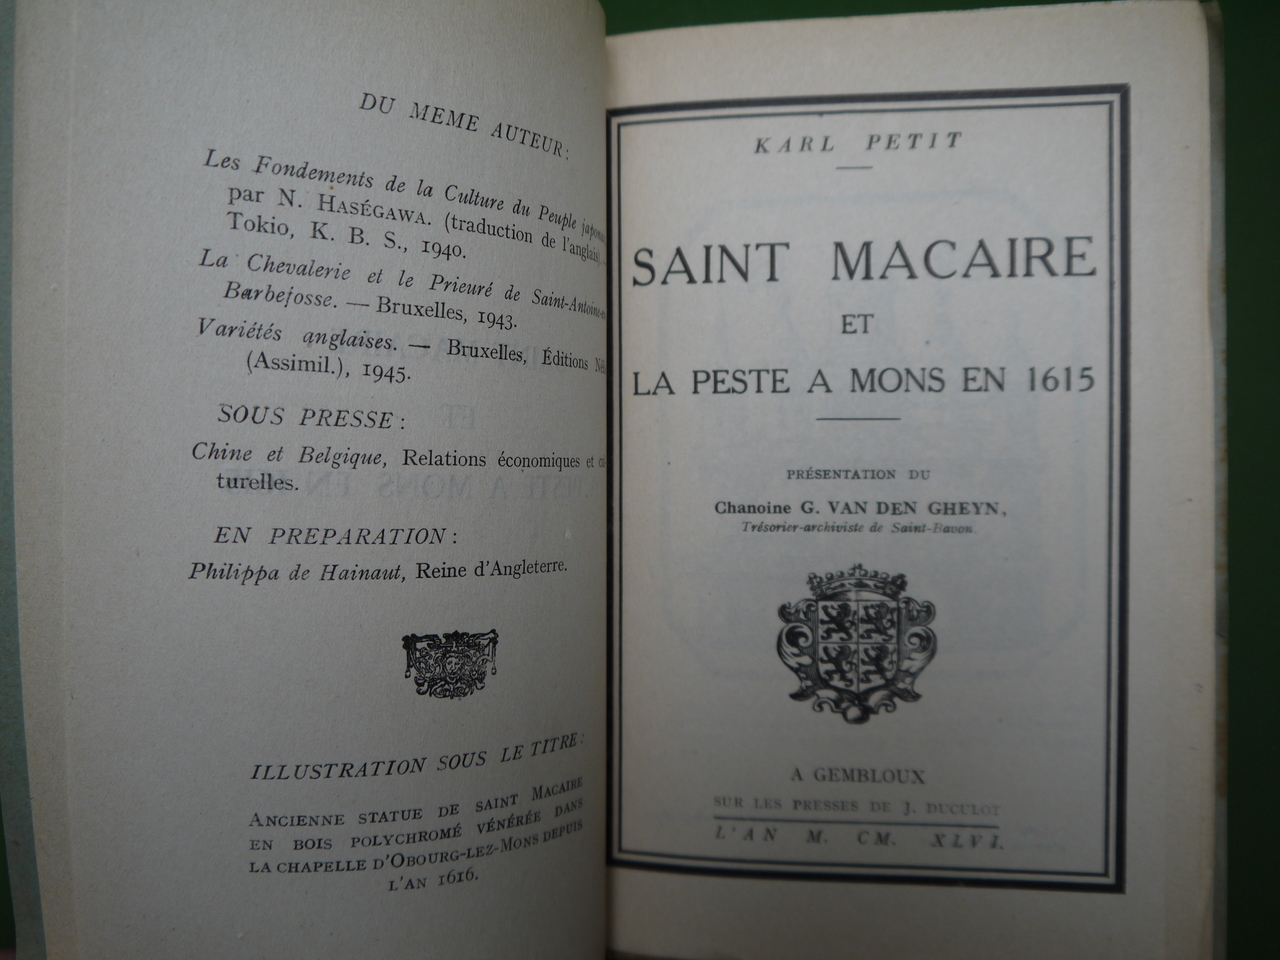 DU MEME AUTEUR:
Les Fondements de la Culture du Peuple
par N. HASÉGAWA. (traduction de l'anglais).
Tokio, K. B. S., 1940.
La Chevalerie et le Prieuré de Saint-Antoine-
Barbefosse. — Bruxelles, 1943.
Variétés anglaises. — Bruxelles, Éditions
(Assimil.), 1945.
SOUS PRESSE:
Chine et Belgique, Relations économiques et
turelles.
EN PREPARATION:
Philippa de Hainaut, Reine d'Angleterre.
ILLUSTRATION SOUS LE TITRE:
ANCIENNE STATUE DE SAINT MACAIRE
EN BOIS POLYCHROMÉ VÉNÉRÉE DANS
LA CHAPELLE D'OBOURG-LEZ-MONS DEPUIS
L'AN 1616.
KARL PETIT
SAINT MACAIRE
ET
LA PESTE A MONS EN 1615
PRÉSENTATION DU
Chanoine G. VAN DEN GHEYN,
Trésorier-archiviste de Saint-Bavon.
A GEMBLOUX
SUR LES PRESSES DE J. DUCULOT
L'AN M. CM. XLVI.